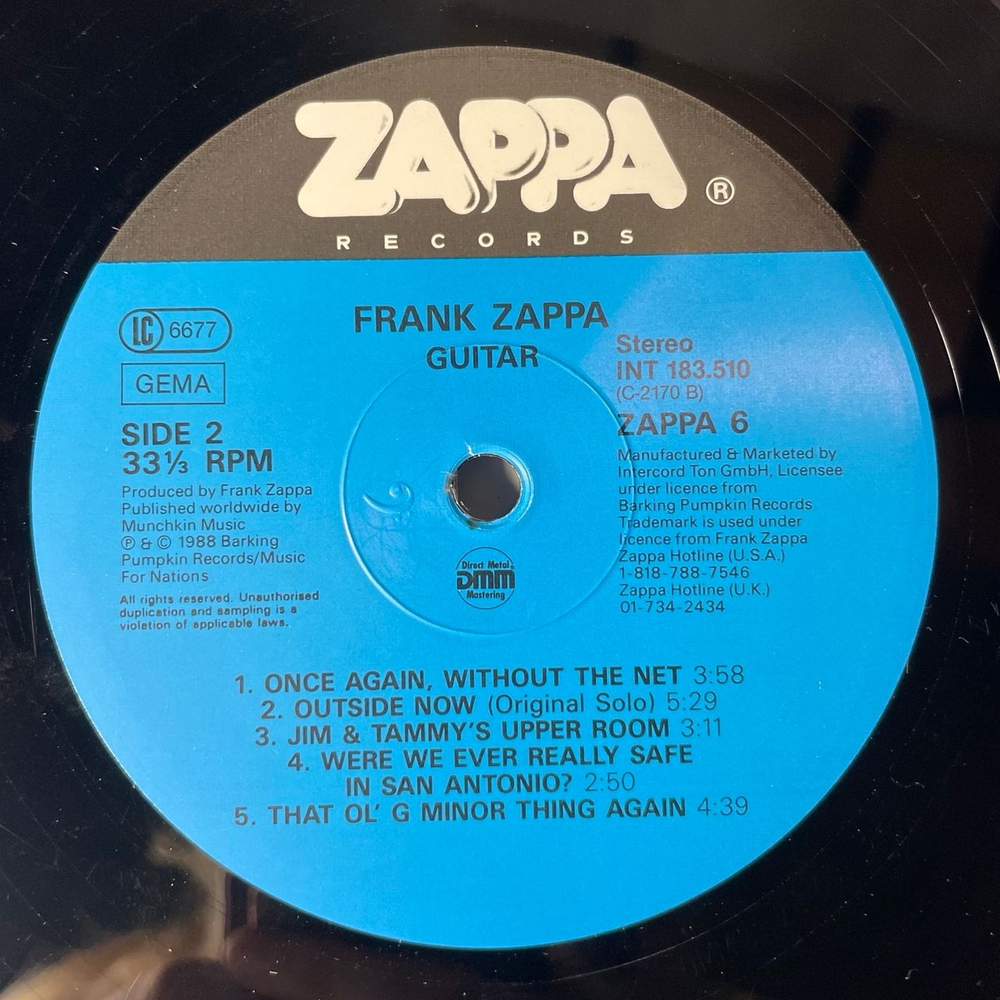 ZAPPA ®
RECORDS
FRANK ZAPPA
GUITAR
LC 6677
GEMA
SIDE 2
33⅓ RPM
Produced by Frank Zappa
Published worldwide by
Munchkin Music
℗ & © 1988 Barking
Pumpkin Records/Music
For Nations
All rights reserved. Unauthorised
duplication and sampling is a
violation of applicable laws.
Stereo
INT 183.510
(C-2170 B)
ZAPPA 6
Manufactured & Marketed by
Intercord Ton GmbH, Licensee
under licence from
Barking Pumpkin Records
Trademark is used under
licence from Frank Zappa
Zappa Hotline (U.S.A.)
1-818-788-7546
Zappa Hotline (U.K.)
01-734-2434
Direct Metal
DMM
Mastering
1. ONCE AGAIN, WITHOUT THE NET 3:58
2. OUTSIDE NOW (Original Solo) 5:29
3. JIM & TAMMY'S UPPER ROOM 3:11
4. WERE WE EVER REALLY SAFE
IN SAN ANTONIO? 2:50
5. THAT OL' G MINOR THING AGAIN 4:39